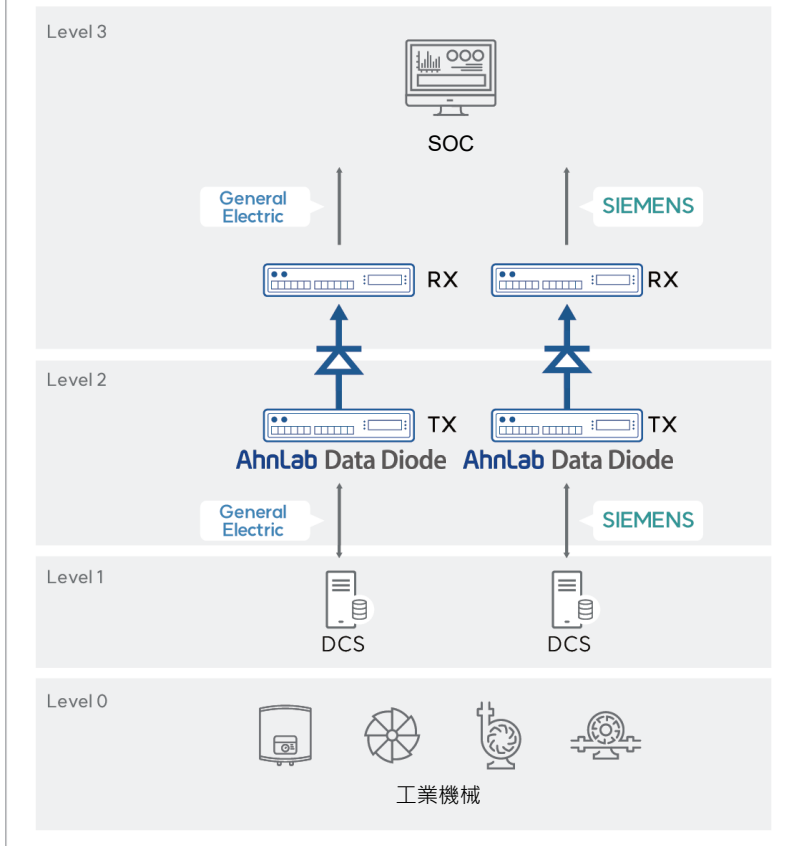 Level 3
SOC
General
Electric
SIEMENS
RX
RX
Level 2
TX
TX
AhnLab Data Diode
AhnLab Data Diode
General
Electric
SIEMENS
Level 1
DCS
DCS
Level 0
工業機械